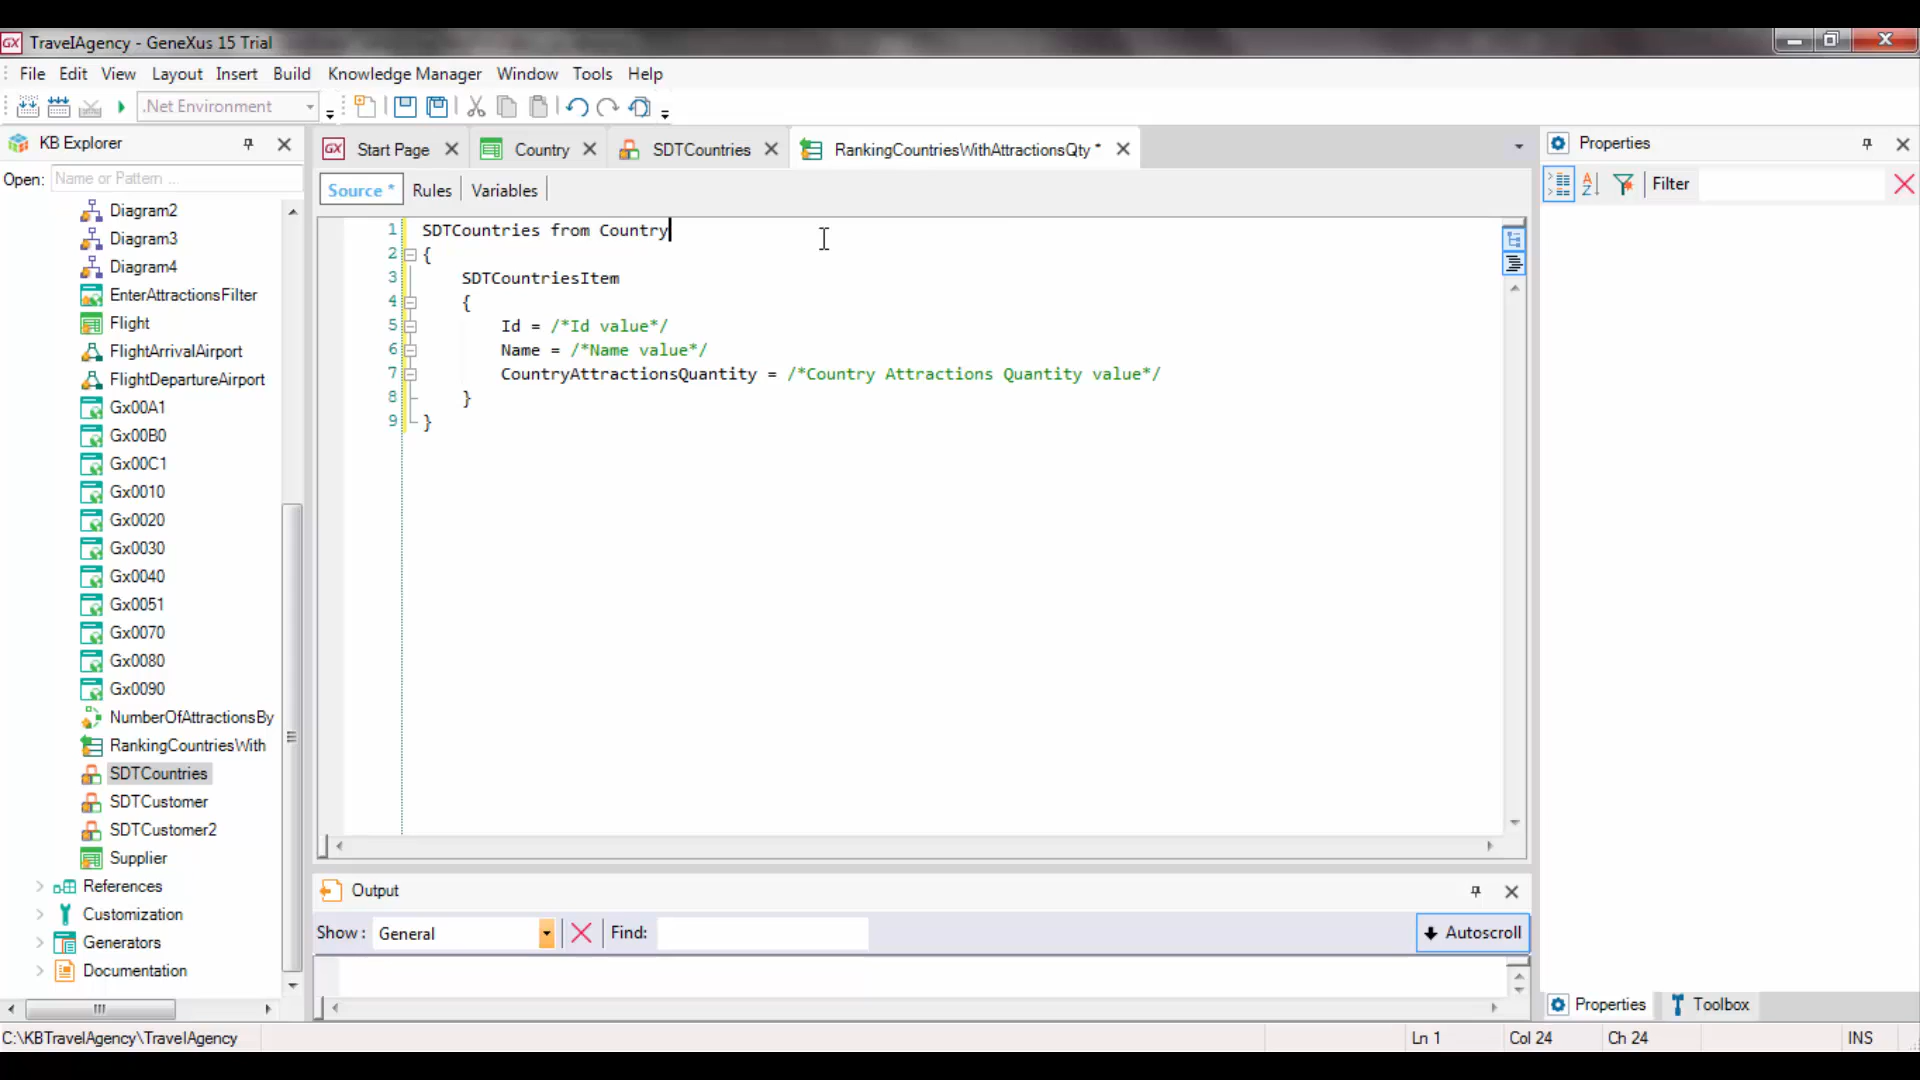 TravelAgency - GeneXus 15 Trial
File Edit View Layout Insert Build Knowledge Manager Window Tools Help
.Net Environment
KB Explorer
Open: Name or Pattern ...
Diagram2
Diagram3
Diagram4
EnterAttractionsFilter
Flight
FlightArrivalAirport
FlightDepartureAirport
Gx00A1
Gx00B0
Gx00C1
Gx0010
Gx0020
Gx0030
Gx0040
Gx0051
Gx0070
Gx0080
Gx0090
NumberOfAttractionsBy
RankingCountriesWith
SDTCountries
SDTCustomer
SDTCustomer2
Supplier
References
Customization
Generators
Documentation
GX Start Page Country SDTCountries RankingCountriesWithAttractionsQty *
Source * Rules Variables
1 SDTCountries from Country
2 {
3 SDTCountriesItem
4 {
5 Id = /*Id value*/
6 Name = /*Name value*/
7 CountryAttractionsQuantity = /*Country Attractions Quantity value*/
8 }
9 }
Output
Show : General Find: Autoscroll
Properties
Filter
Properties Toolbox
C:\KBTravelAgency\TravelAgency Ln 1 Col 24 Ch 24 INS